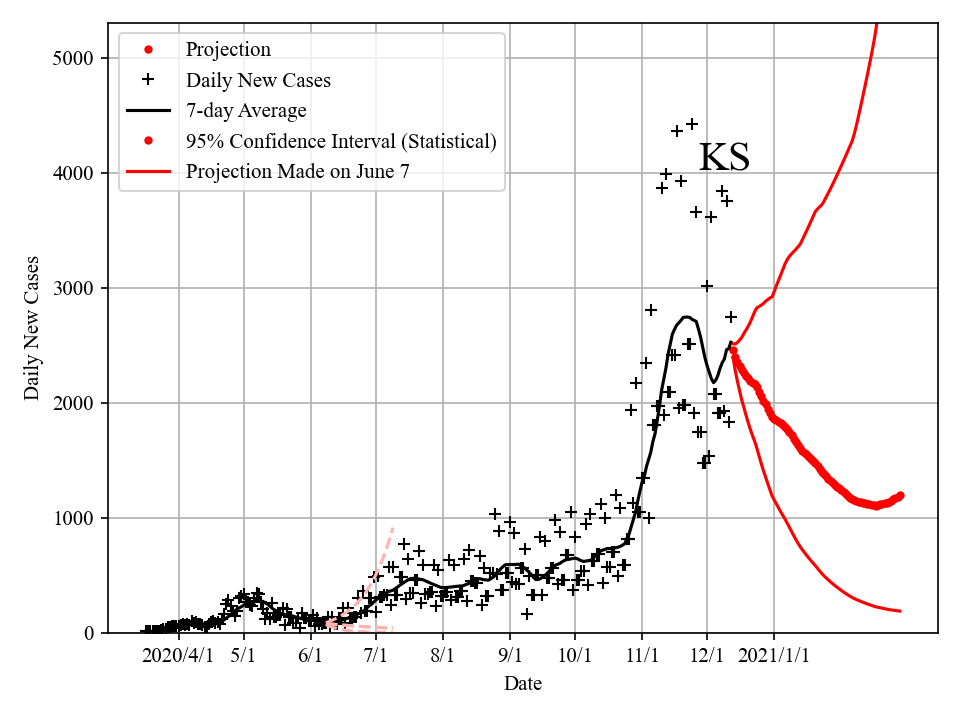 Projection
Daily New Cases
7-day Average
95% Confidence Interval (Statistical)
Projection Made on June 7
KS
5000
4000
3000
2000
1000
0
Daily New Cases
2020/4/1 5/1 6/1 7/1 8/1 9/1 10/1 11/1 12/1 2021/1/1
Date